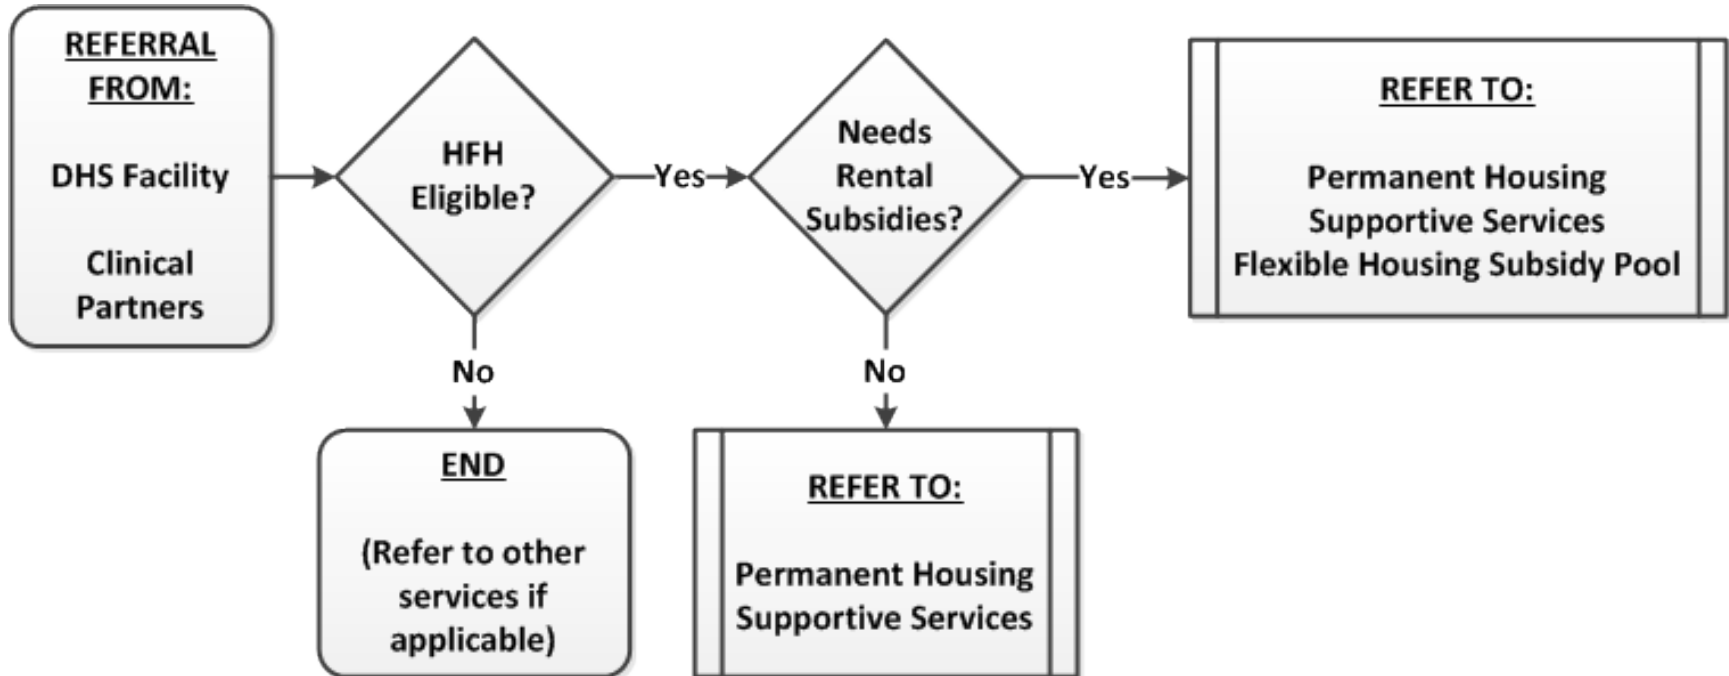 REFERRAL
FROM:
DHS Facility
Clinical
Partners
HFH
Eligible?
Yes
Needs
Rental
Subsidies?
Yes
REFER TO:
Permanent Housing
Supportive Services
Flexible Housing Subsidy Pool
No
END
(Refer to other
services if
applicable)
No
REFER TO:
Permanent Housing
Supportive Services